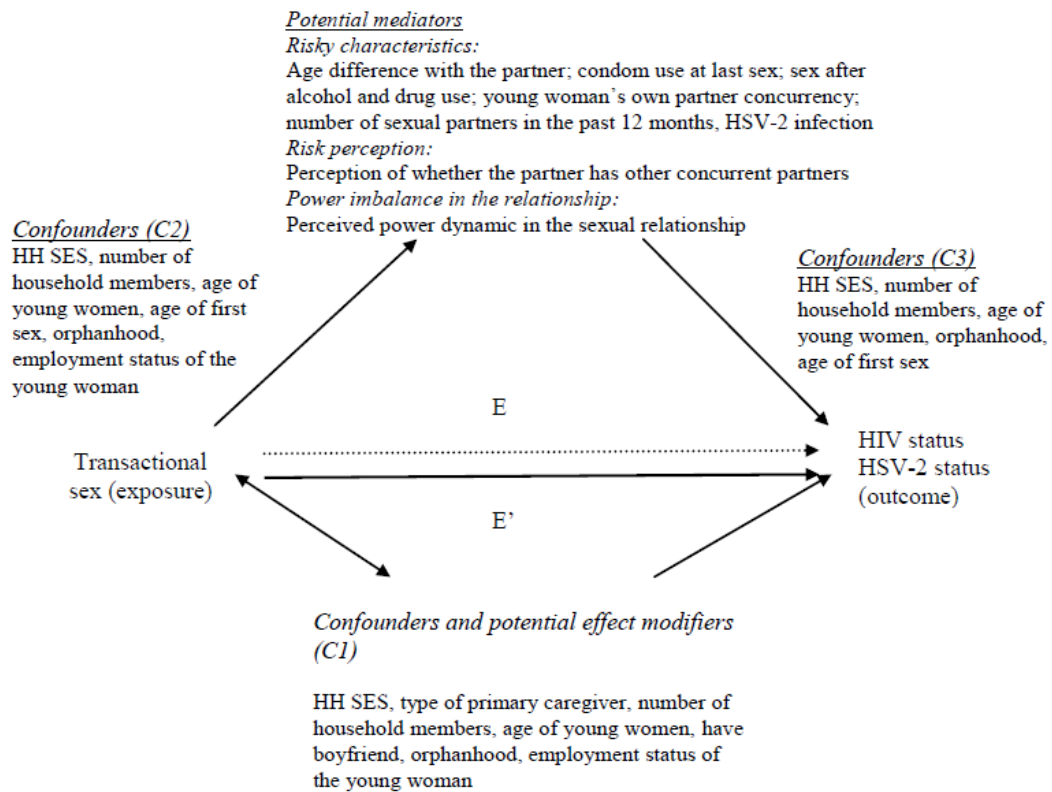 Potential mediators
Risky characteristics:
Age difference with the partner; condom use at last sex; sex after
alcohol and drug use; young woman’s own partner concurrency;
number of sexual partners in the past 12 months, HSV-2 infection
Risk perception:
Perception of whether the partner has other concurrent partners
Power imbalance in the relationship:
Perceived power dynamic in the sexual relationship
Confounders (C2)
HH SES, number of
household members, age of
young women, age of first
sex, orphanhood,
employment status of the
young woman
Confounders (C3)
HH SES, number of
household members, age of
young women, orphanhood,
age of first sex
E
Transactional
sex (exposure)
HIV status
HSV-2 status
(outcome)
E’
Confounders and potential effect modifiers
(C1)
HH SES, type of primary caregiver, number of
household members, age of young women, have
boyfriend, orphanhood, employment status of
the young woman